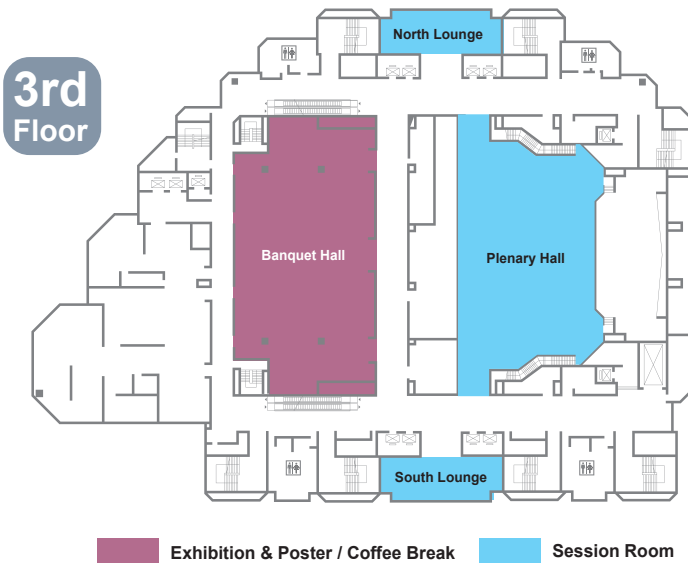 North Lounge
3rd
Floor
Banquet Hall
Plenary Hall
South Lounge
Exhibition & Poster / Coffee Break
Session Room